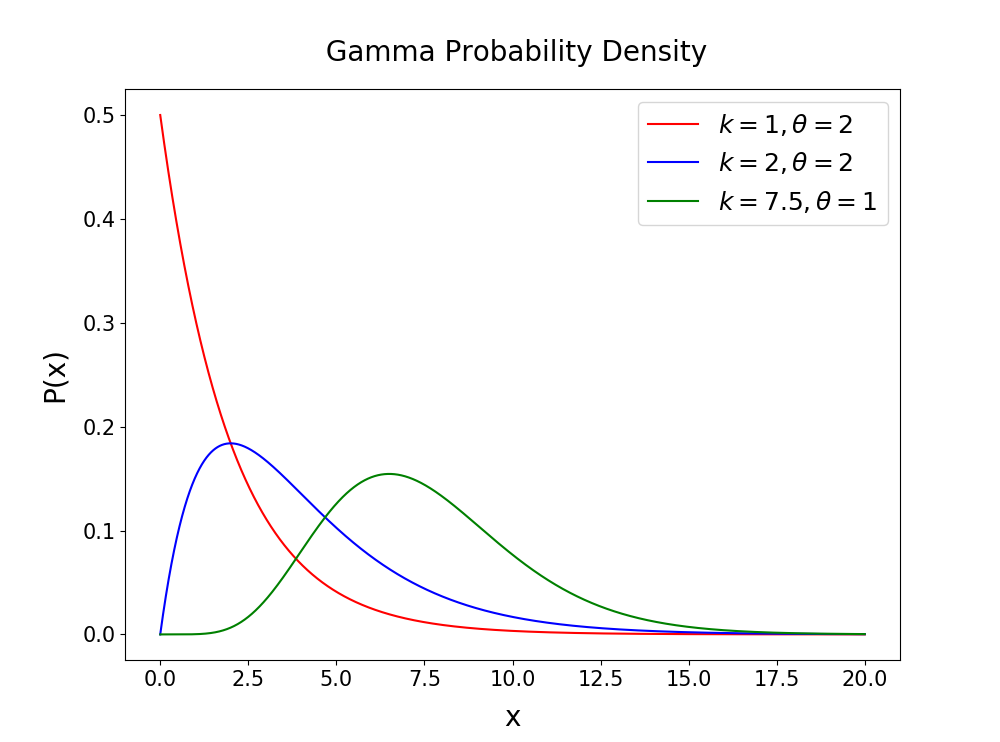 Gamma Probability Density
P(x)
0.5
0.4
0.3
0.2
0.1
0.0
k = 1, θ = 2
k = 2, θ = 2
k = 7.5, θ = 1
0.0 2.5 5.0 7.5 10.0 12.5 15.0 17.5 20.0
x